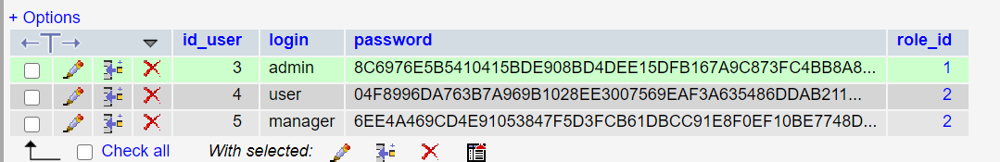 + Options
id_user login password role_id
3 admin 8C6976E5B5410415BDE908BD4DEE15DFB167A9C873FC4BB8A8... 1
4 user 04F8996DA763B7A969B1028EE3007569EAF3A635486DDAB211... 2
5 manager 6EE4A469CD4E91053847F5D3FCB61DBCC91E8F0EF10BE7748D... 2
Check all With selected: